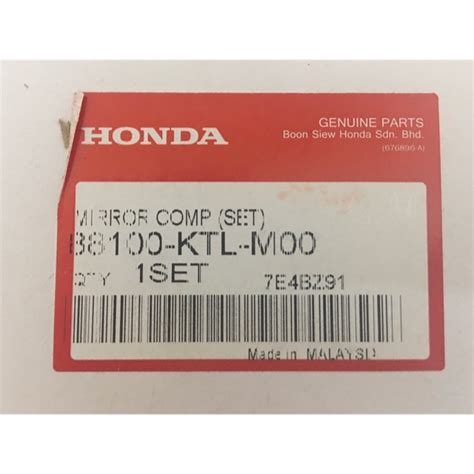 HONDA
GENUINE PARTS
Boon Siew Honda Sdn. Bhd.
(676896-A)
MIRROR COMP (SET)
88100-KTL-M00
QTY 1SET 7E4BZ91
Made in MALAYSIA